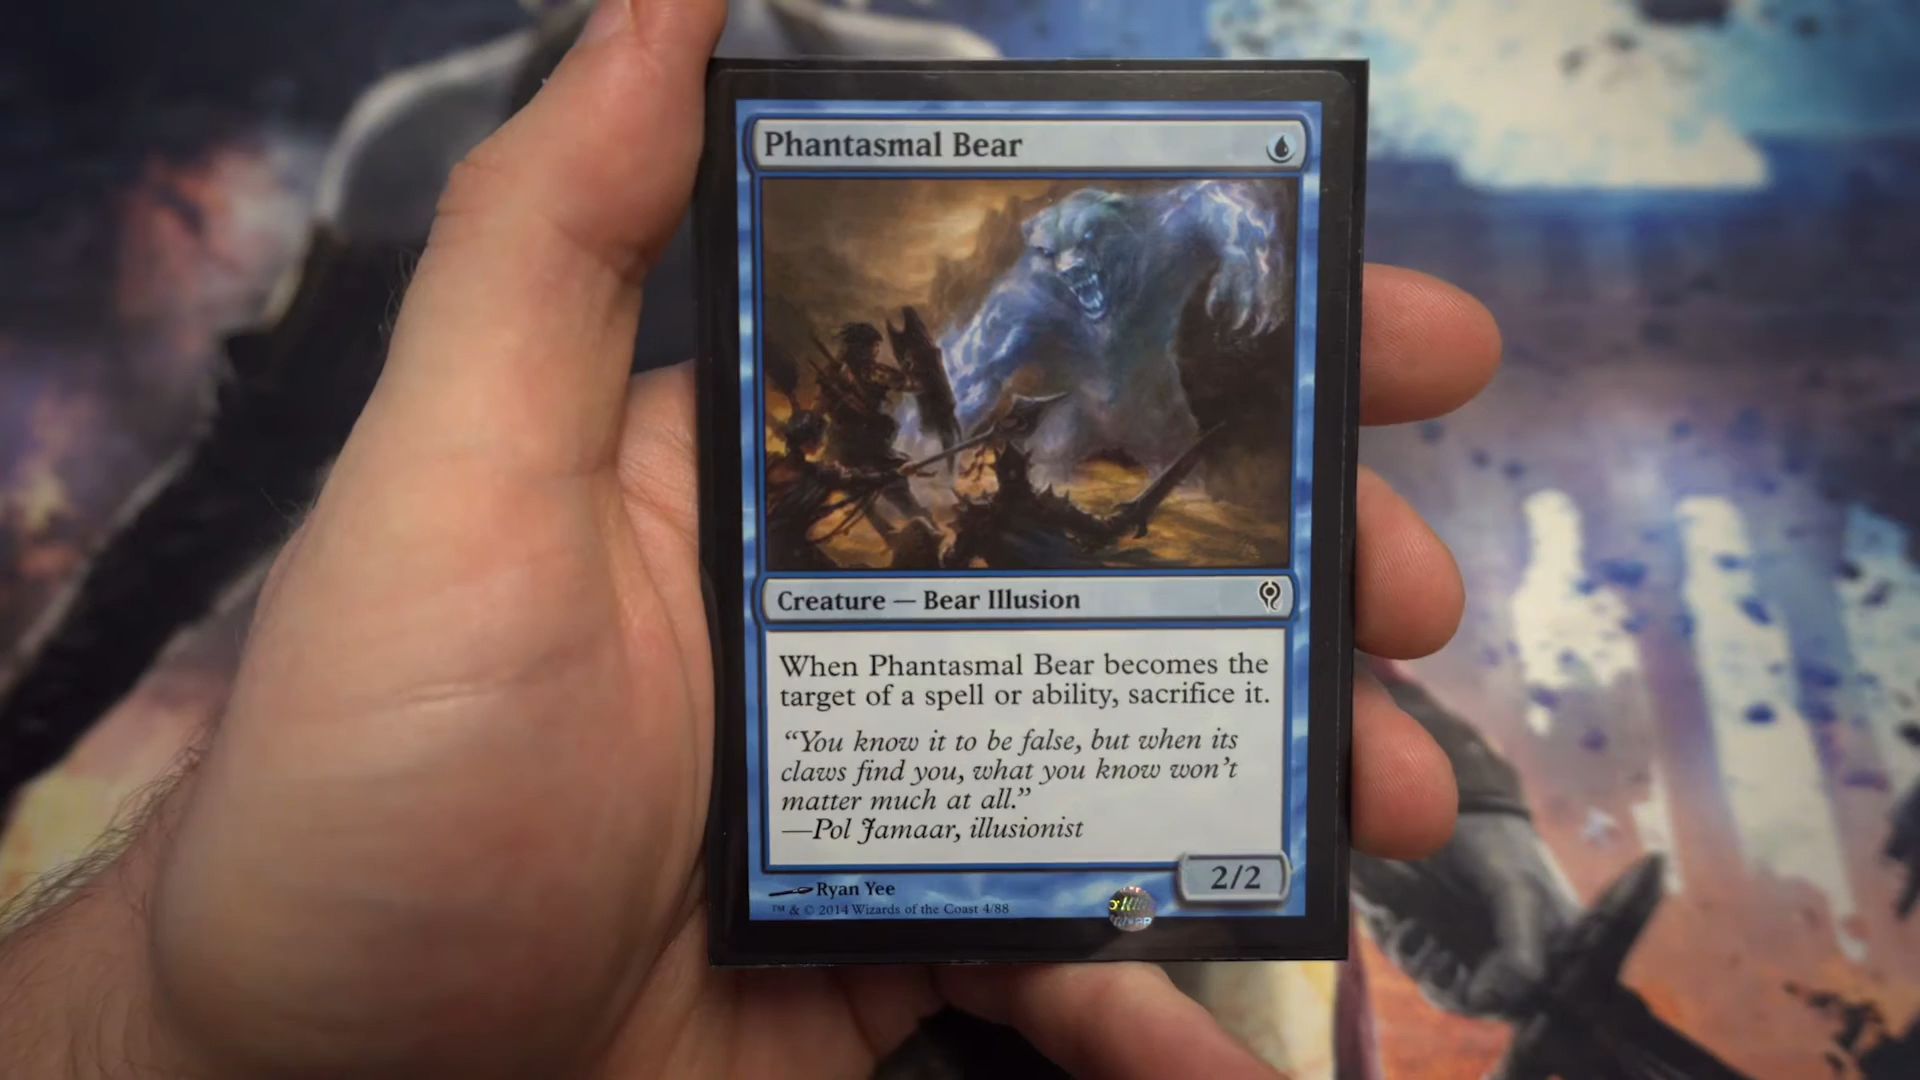 Phantasmal Bear
Creature — Bear Illusion
When Phantasmal Bear becomes the
target of a spell or ability, sacrifice it.
“You know it to be false, but when its
claws find you, what you know won’t
matter much at all.”
—Pol Jamaar, illusionist
2/2
Ryan Yee
™ & © 2014 Wizards of the Coast 4/88